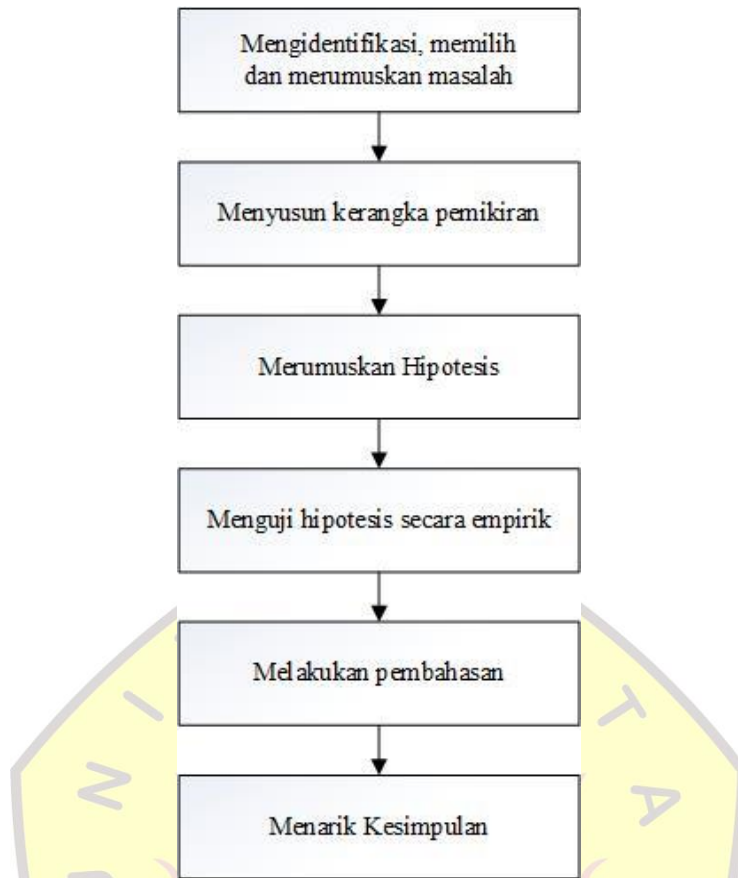 Mengidentifikasi, memilih
dan merumuskan masalah
Menyusun kerangka pemikiran
Merumuskan Hipotesis
Menguji hipotesis secara empirik
Melakukan pembahasan
Menarik Kesimpulan